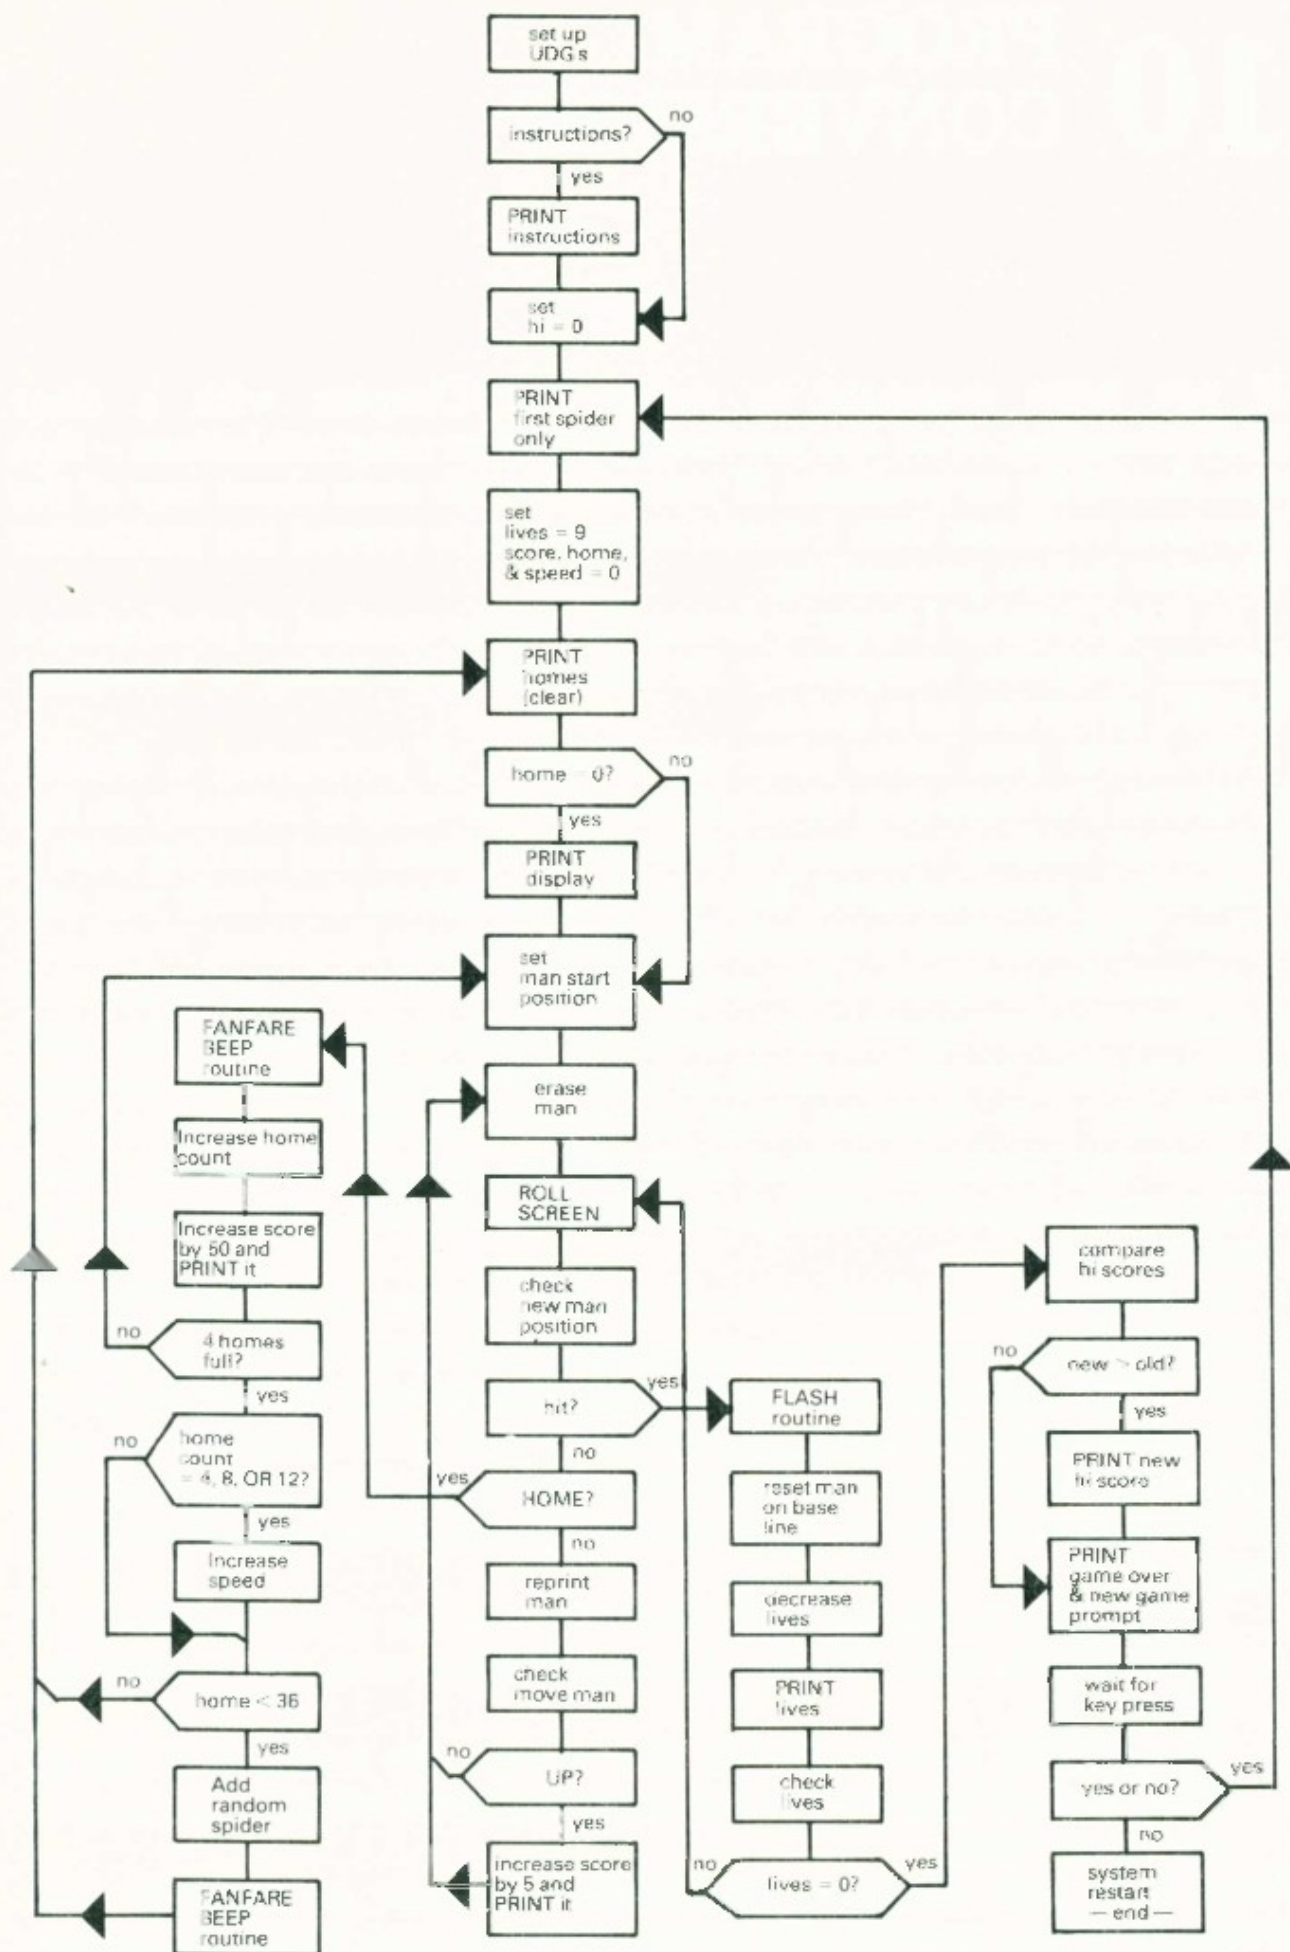 set up
UDG's
instructions?
no
yes
PRINT
instructions
set
hi = 0
PRINT
first spider
only
set
lives = 9
score, home,
& speed = 0
PRINT
homes
(clear)
home = 0?
no
yes
PRINT
display
set
man start
position
erase
man
ROLL
SCREEN
check
new man
position
hit?
yes
no
HOME?
yes
no
reprint
man
check
move man
UP?
no
yes
increase score
by 5 and
PRINT it
FANFARE
BEEP
routine
Increase home
count
Increase score
by 50 and
PRINT it
4 homes
full?
no
yes
home
count
= 4, 8, OR 12?
no
yes
Increase
speed
home < 36
no
yes
Add
random
spider
FANFARE
BEEP
routine
FLASH
routine
reset man
on base
line
decrease
lives
PRINT
lives
check
lives
lives = 0?
no
yes
compare
hi scores
new > old?
no
yes
PRINT new
hi score
PRINT
game over
& new game
prompt
wait for
key press
yes or no?
yes
no
system
restart
— end —